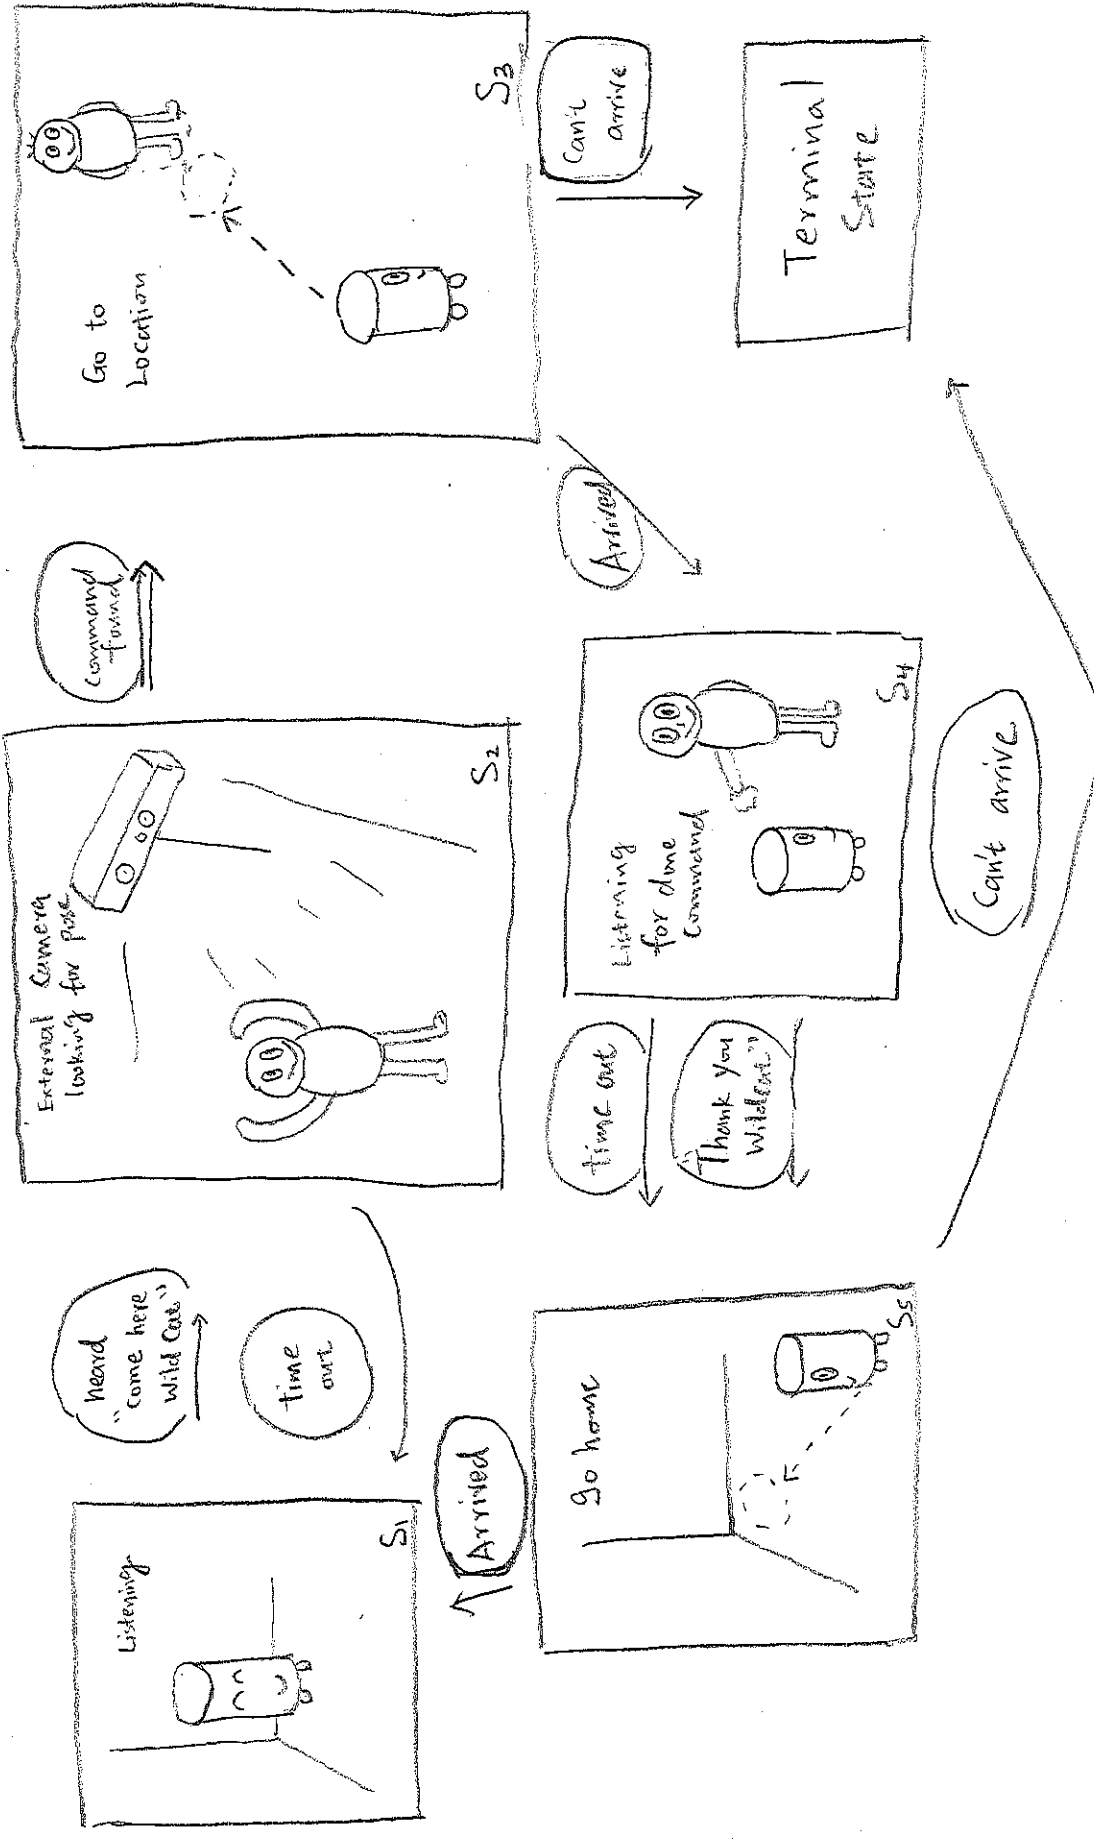 Listening
S1
heard
"come here
Wild Cat"
time
out
External Camera
looking for pose
S2
command
found
Go to
Location
S3
Can't
arrive
Terminal
State
Arrived
Listening
for done
command
S4
time out
"Thank you
Wildcat"
go home
S5
Arrived
Can't arrive